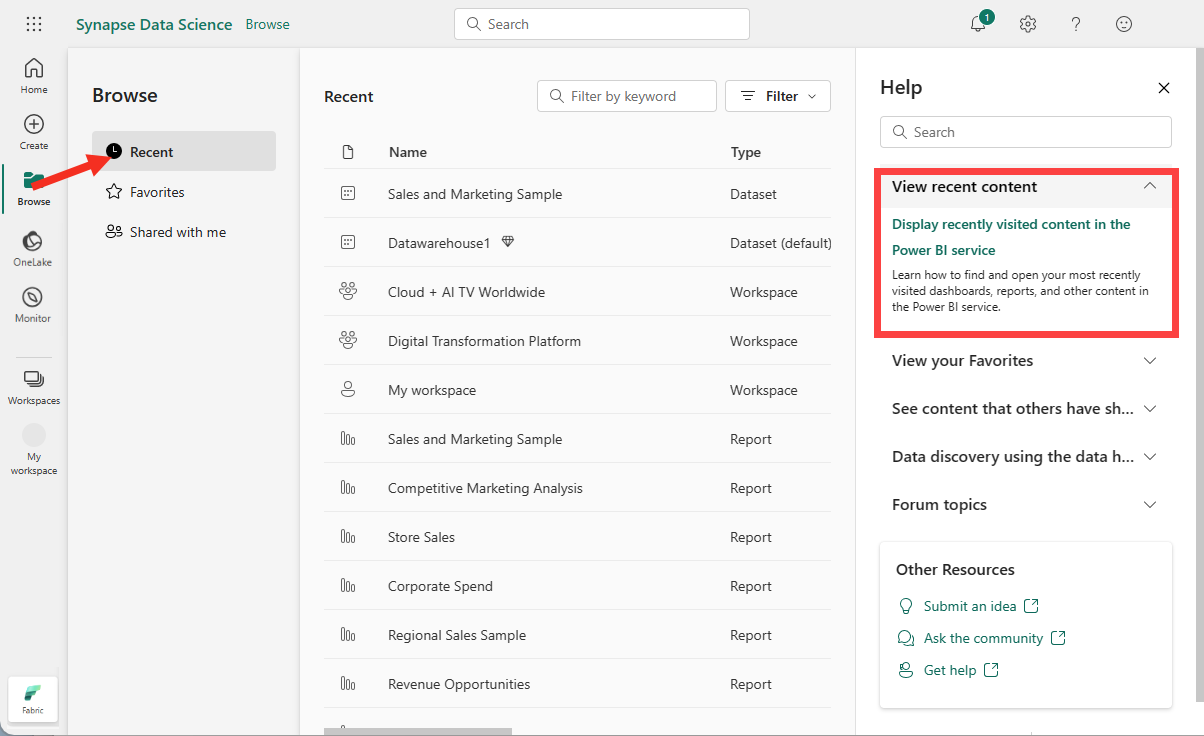 Synapse Data Science Browse
Search
1
Home
Create
Browse
OneLake
Monitor
Workspaces
My
workspace
Fabric
Browse
Recent
Favorites
Shared with me
Recent
Filter by keyword
Filter
Name Type
Sales and Marketing Sample Dataset
Datawarehouse1 Dataset (default)
Cloud + AI TV Worldwide Workspace
Digital Transformation Platform Workspace
My workspace Workspace
Sales and Marketing Sample Report
Competitive Marketing Analysis Report
Store Sales Report
Corporate Spend Report
Regional Sales Sample Report
Revenue Opportunities Report
Help
Search
View recent content
Display recently visited content in the
Power BI service
Learn how to find and open your most recently
visited dashboards, reports, and other content in
the Power BI service.
View your Favorites
See content that others have sh...
Data discovery using the data h...
Forum topics
Other Resources
Submit an idea
Ask the community
Get help